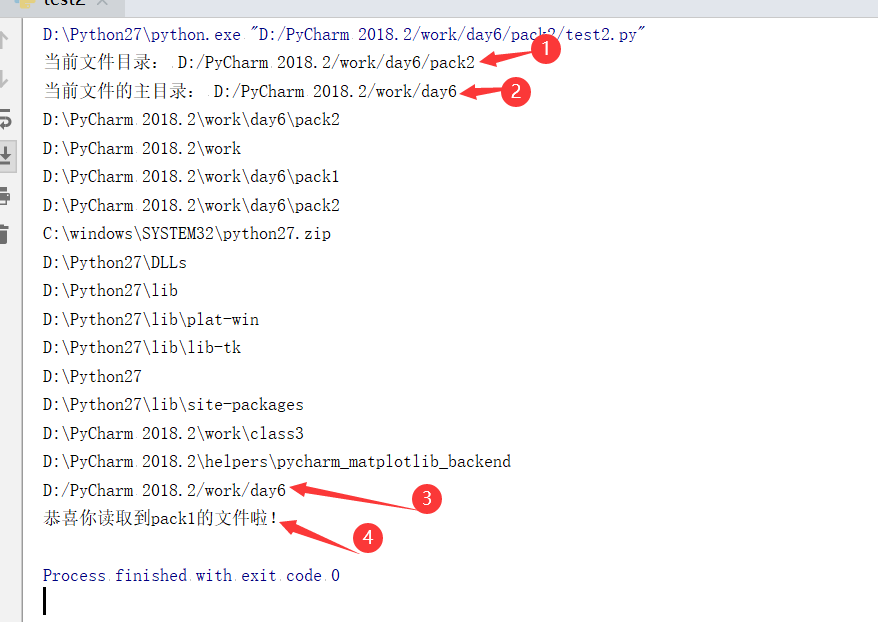 test2
D:\Python27\python.exe "D:/PyCharm 2018.2/work/day6/pack2/test2.py"
当前文件目录： D:/PyCharm 2018.2/work/day6/pack2
1
当前文件的主目录： D:/PyCharm 2018.2/work/day6
2
D:\PyCharm 2018.2\work\day6\pack2
D:\PyCharm 2018.2\work
D:\PyCharm 2018.2\work\day6\pack1
D:\PyCharm 2018.2\work\day6\pack2
C:\windows\SYSTEM32\python27.zip
D:\Python27\DLLs
D:\Python27\lib
D:\Python27\lib\plat-win
D:\Python27\lib\lib-tk
D:\Python27
D:\Python27\lib\site-packages
D:\PyCharm 2018.2\work\class3
D:\PyCharm 2018.2\helpers\pycharm_matplotlib_backend
D:/PyCharm 2018.2/work/day6
3
恭喜你读取到pack1的文件啦！
4
Process finished with exit code 0